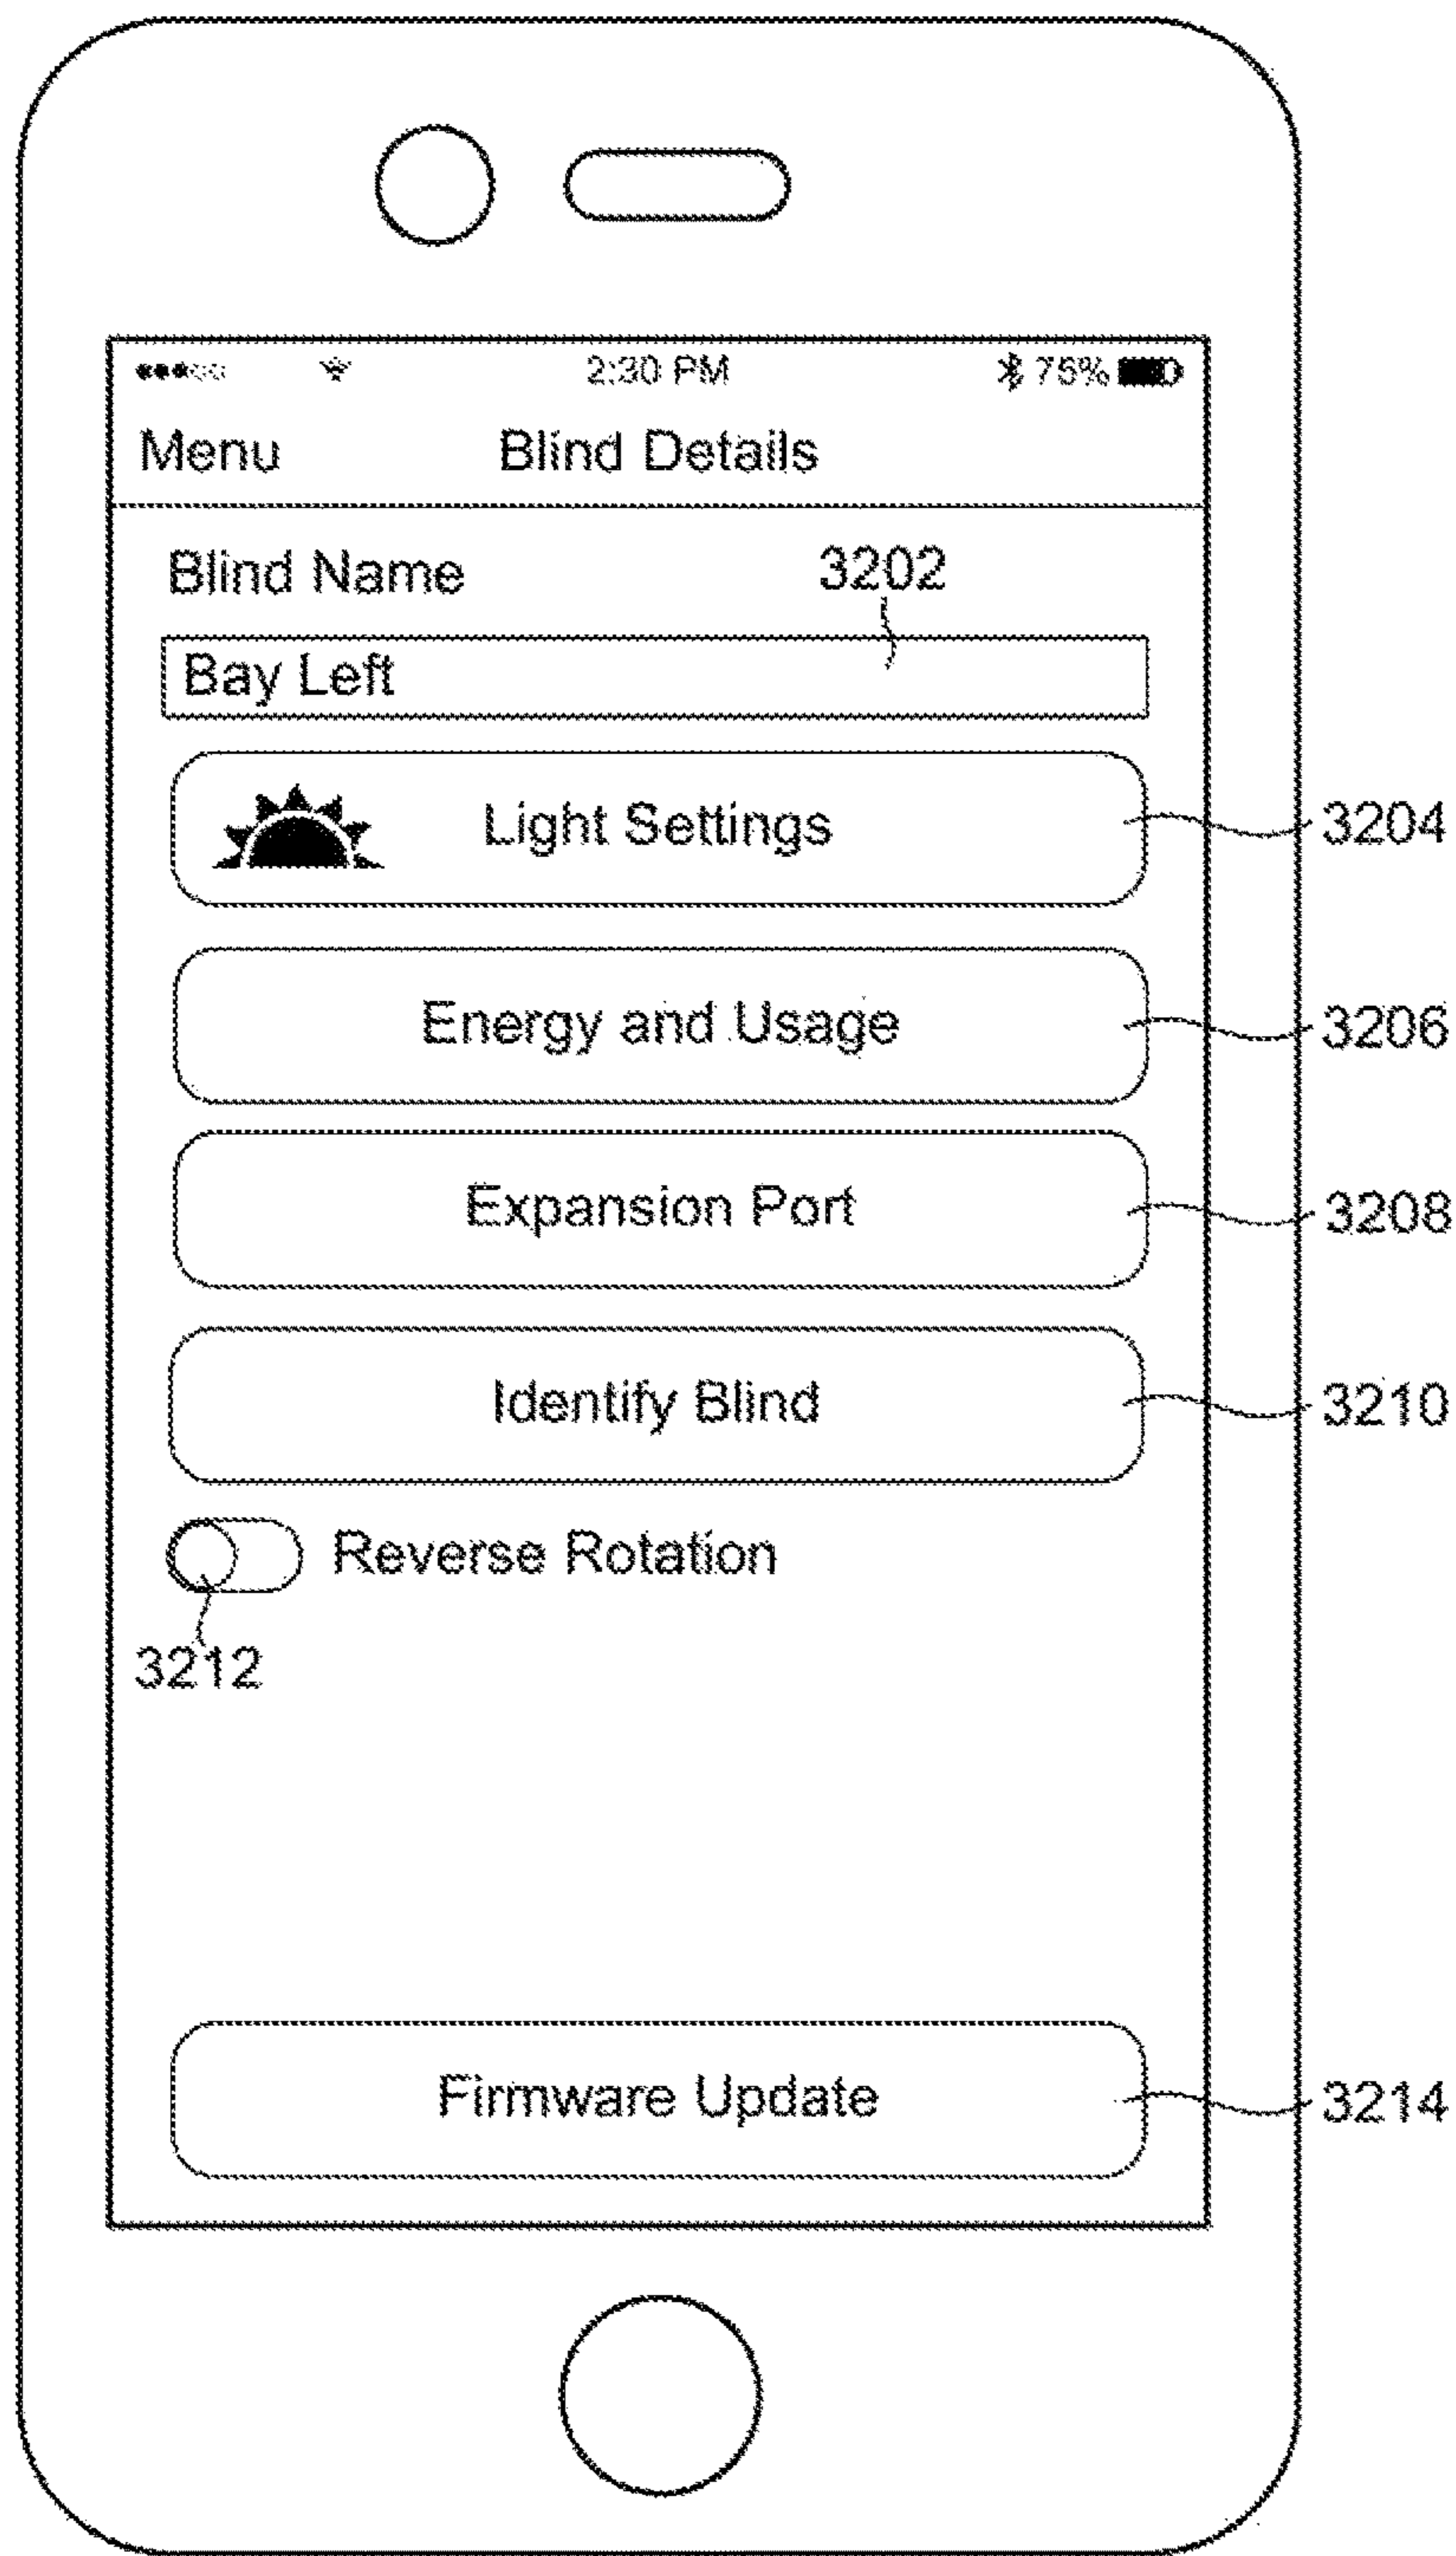 2:30 PM 75%
Menu Blind Details
Blind Name 3202
Bay Left
Light Settings 3204
Energy and Usage 3206
Expansion Port 3208
Identify Blind 3210
Reverse Rotation
3212
Firmware Update 3214